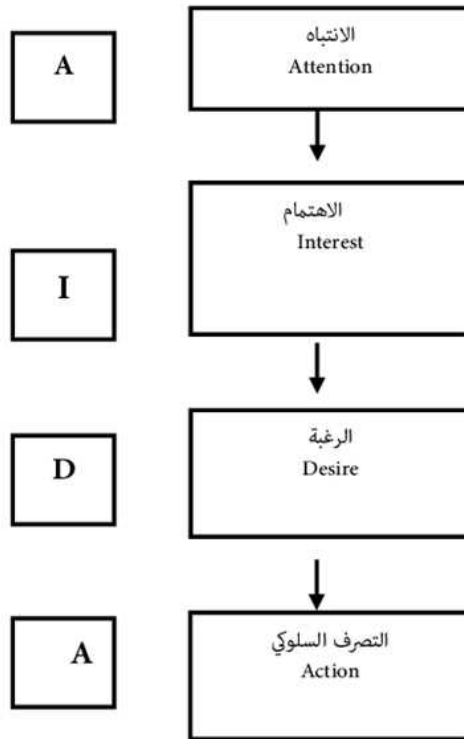 A
الانتباه
Attention
الاهتمام
Interest
I
الرغبة
Desire
D
التصرف السلوكي
Action
A